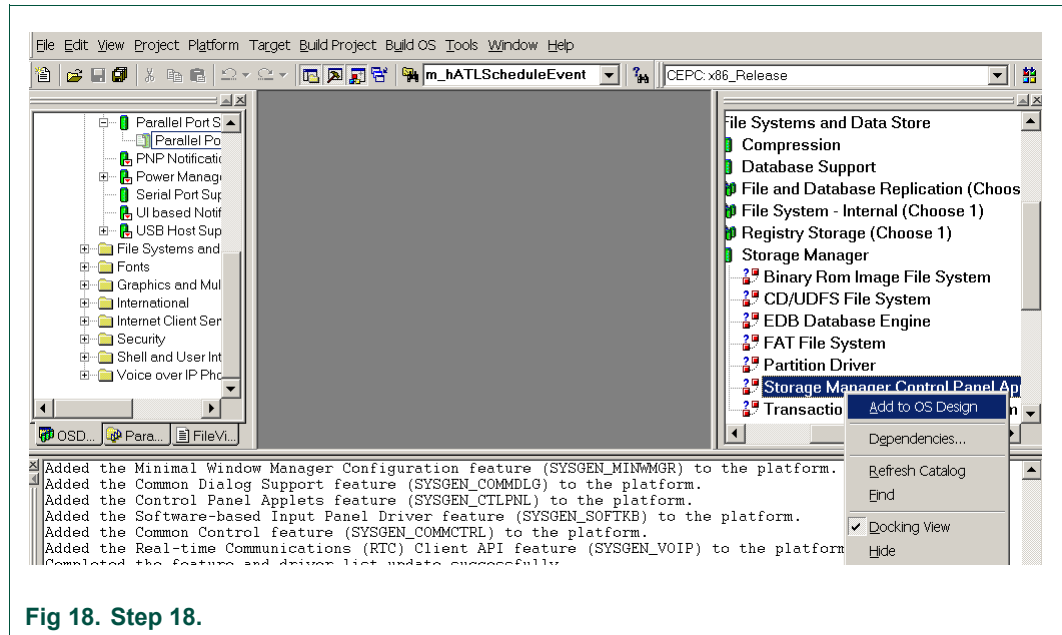 File Edit View Project Platform Target Build Project Build OS Tools Window Help
m_hATLScheduleEvent CEPC: x86_Release
Parallel Port S
Parallel Po
PNP Notificatio
Power Manag
Serial Port Sup
UI based Notif
USB Host Sup
File Systems and
Fonts
Graphics and Mul
International
Internet Client Ser
Security
Shell and User Int
Voice over IP Pho
OSD... Para... FileVi...
File Systems and Data Store
Compression
Database Support
File and Database Replication (Choos
File System - Internal (Choose 1)
Registry Storage (Choose 1)
Storage Manager
Binary Rom Image File System
CD/UDFS File System
EDB Database Engine
FAT File System
Partition Driver
Storage Manager Control Panel Ap
Transactio
Add to OS Design
Dependencies...
Refresh Catalog
Find
Docking View
Hide
Added the Minimal Window Manager Configuration feature (SYSGEN_MINWMGR) to the platform.
Added the Common Dialog Support feature (SYSGEN_COMMDLG) to the platform.
Added the Control Panel Applets feature (SYSGEN_CTLPNL) to the platform.
Added the Software-based Input Panel Driver feature (SYSGEN_SOFTKB) to the platform.
Added the Common Control feature (SYSGEN_COMMCTRL) to the platform.
Added the Real-time Communications (RTC) Client API feature (SYSGEN_VOIP) to the platform
Completed the feature and driver list update successfully
Fig 18. Step 18.